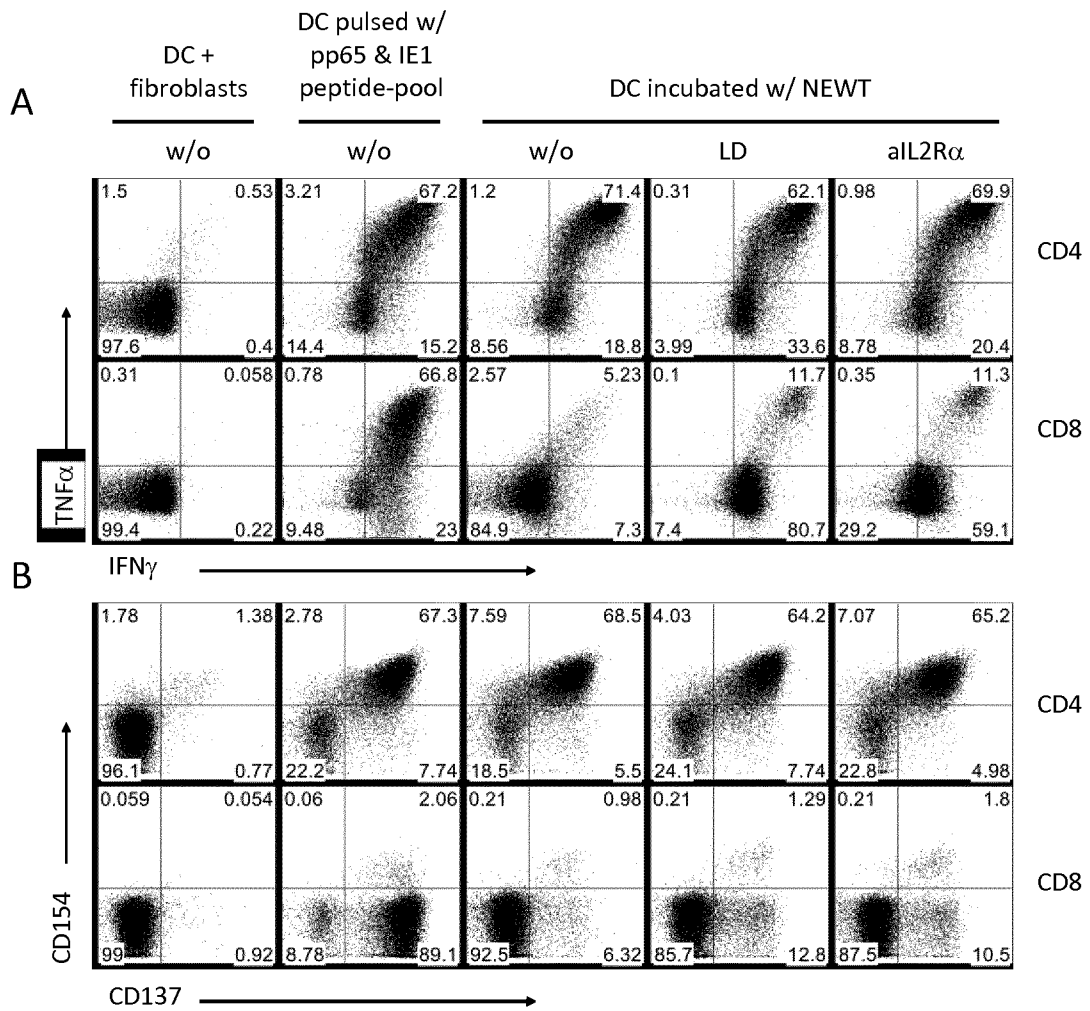 DC +
fibroblasts
DC pulsed w/
pp65 & IE1
peptide-pool
DC incubated w/ NEWT
A
w/o w/o w/o LD aIL2Rα
1.5 0.53 3.21 67.2 1.2 71.4 0.31 62.1 0.98 69.9
CD4
97.6 0.4 14.4 15.2 8.56 18.8 3.99 33.6 8.78 20.4
0.31 0.058 0.78 66.8 2.57 5.23 0.1 11.7 0.35 11.3
CD8
TNFα
99.4 0.22 9.48 23 84.9 7.3 7.4 80.7 29.2 59.1
IFNγ
B
1.78 1.38 2.78 67.3 7.59 68.5 4.03 64.2 7.07 65.2
CD4
96.1 0.77 22.2 7.74 18.5 5.5 24.1 7.74 22.8 4.98
0.059 0.054 0.06 2.06 0.21 0.98 0.21 1.29 0.21 1.8
CD8
CD154
99 0.92 8.78 89.1 92.5 6.32 85.7 12.8 87.5 10.5
CD137